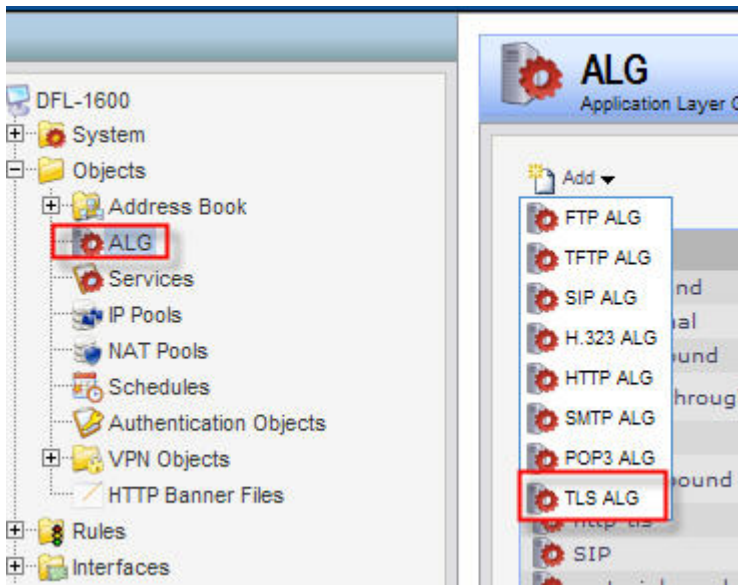 DFL-1600
System
Objects
Address Book
ALG
Services
IP Pools
NAT Pools
Schedules
Authentication Objects
VPN Objects
HTTP Banner Files
Rules
Interfaces
ALG
Application Layer
Add
FTP ALG
TFTP ALG
SIP ALG
H.323 ALG
HTTP ALG
SMTP ALG
POP3 ALG
TLS ALG
SIP